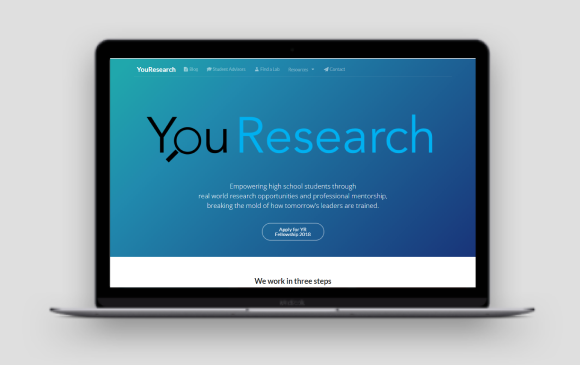 YouResearch Blog Student Advisors Find a Lab Resources Contact
YouResearch
Empowering high school students through
real world research opportunities and professional mentorship,
breaking the mold of how tomorrow's leaders are trained.
Apply for YR
Fellowship 2018
We work in three steps